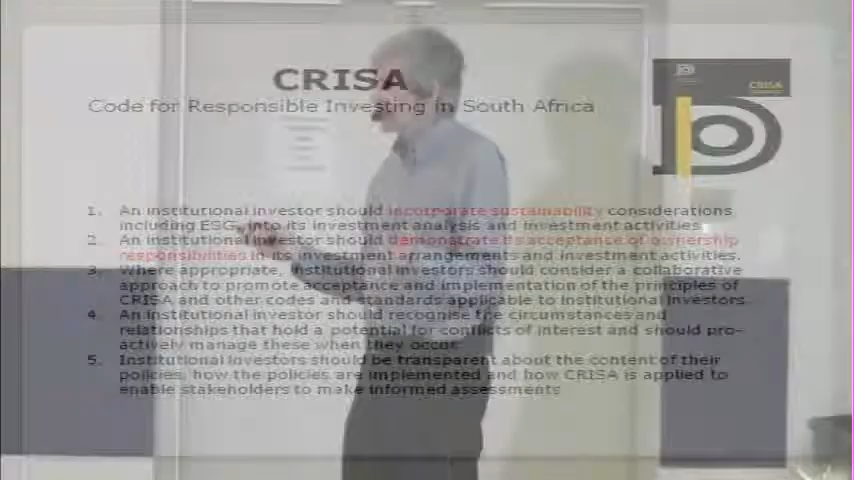 CRISA
Code for Responsible Investing in South Africa
CRISA
1. An institutional investor should incorporate sustainability considerations
including ESG, into its investment analysis and investment activities.
2. An institutional investor should demonstrate its acceptance of ownership
responsibilities in its investment arrangements and investment activities.
3. Where appropriate, institutional investors should consider a collaborative
approach to promote acceptance and implementation of the principles of
CRISA and other codes and standards applicable to institutional investors
4. An institutional investor should recognise the circumstances and
relationships that hold a potential for conflicts of interest and should pro-
actively manage these when they occur.
5. Institutional investors should be transparent about the content of their
policies, how the policies are implemented and how CRISA is applied to
enable stakeholders to make informed assessments